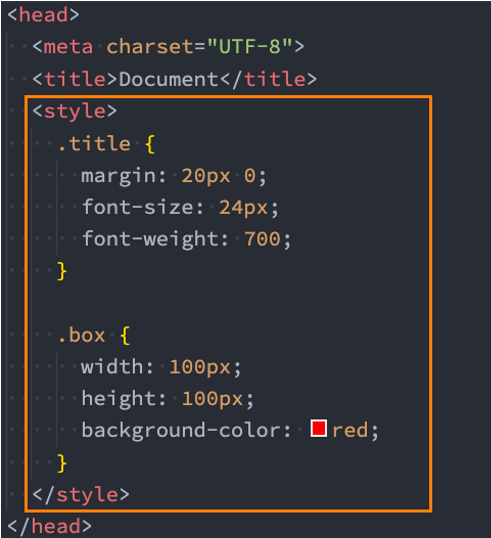 <head>
<meta charset="UTF-8">
<title>Document</title>
<style>
.title {
margin: 20px 0;
font-size: 24px;
font-weight: 700;
}
.box {
width: 100px;
height: 100px;
background-color: red;
}
</style>
</head>